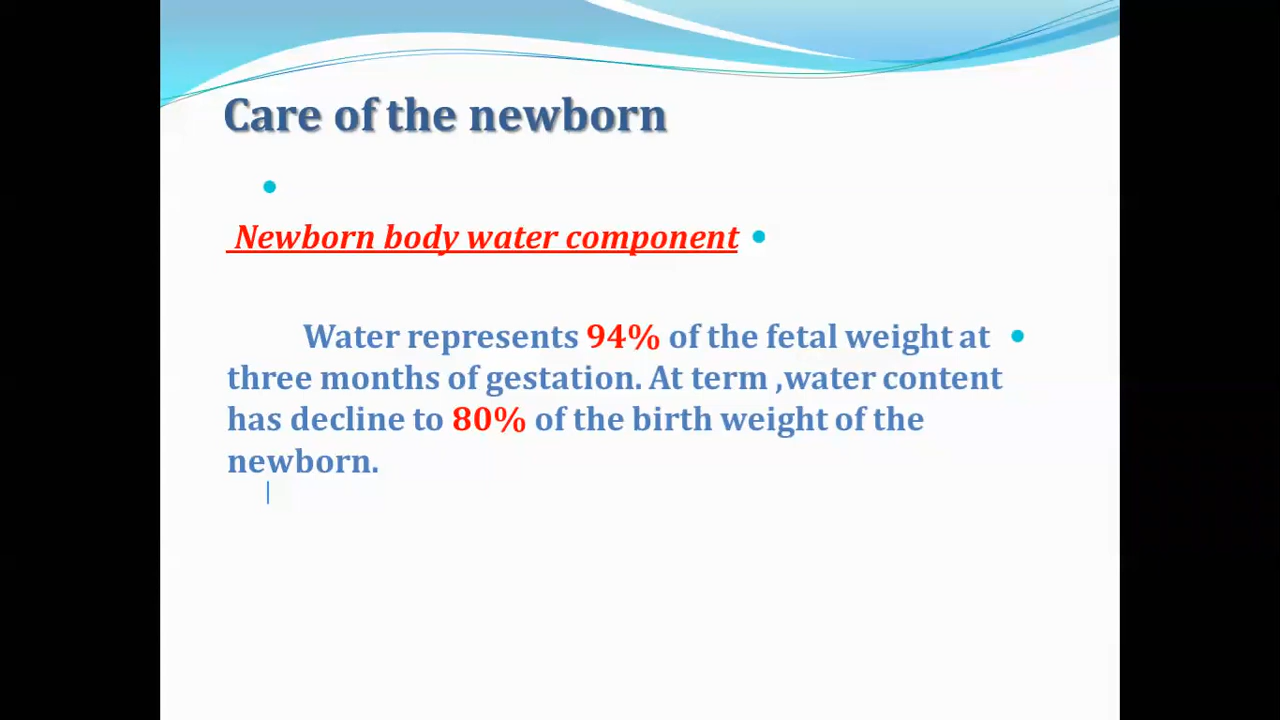 Care of the newborn
•
Newborn body water component •
Water represents 94% of the fetal weight at •
three months of gestation. At term ,water content
has decline to 80% of the birth weight of the
newborn.